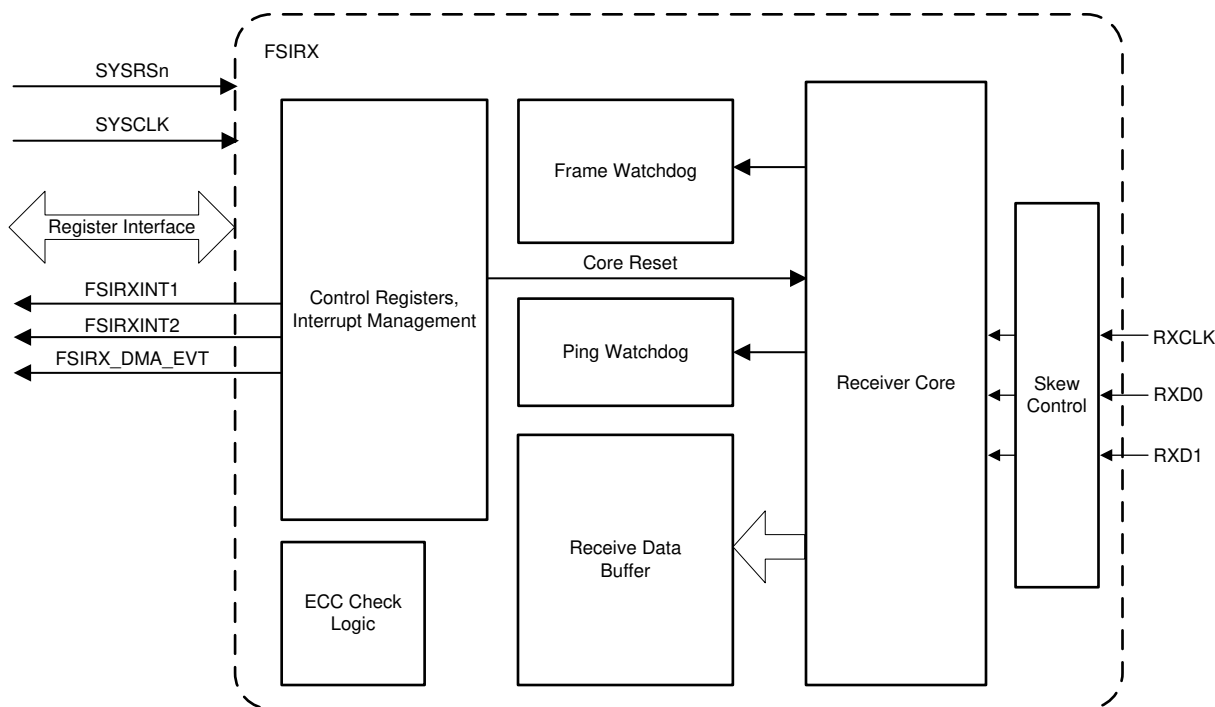 FSIRX
SYSRSn
SYSCLK
Register Interface
FSIRXINT1
FSIRXINT2
FSIRX_DMA_EVT
Control Registers,
Interrupt Management
ECC Check
Logic
Frame Watchdog
Core Reset
Ping Watchdog
Receive Data
Buffer
Receiver Core
Skew
Control
RXCLK
RXD0
RXD1